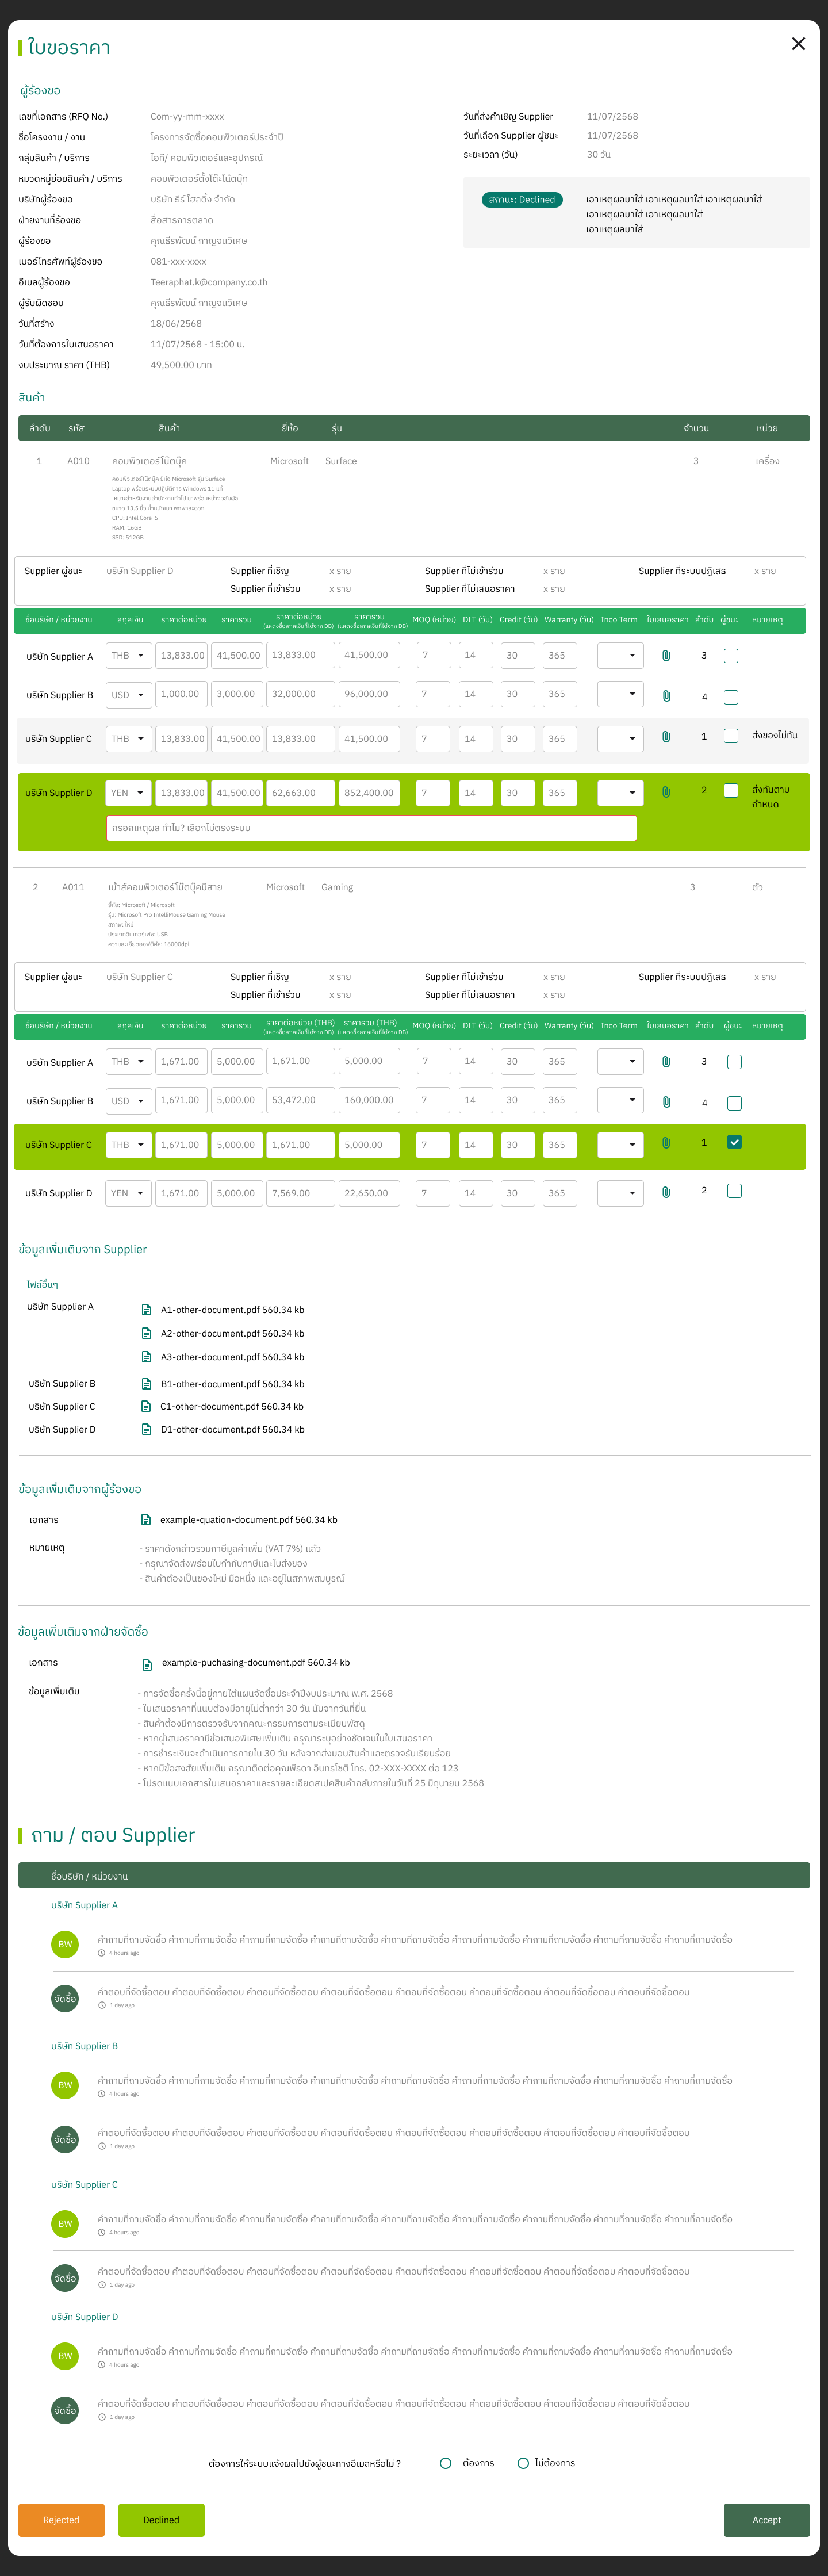 ใบขอราคา
ผู้ร้องขอ
เลขที่เอกสาร (RFQ No.) Com-yy-mm-xxxx
ชื่อโครงงาน / งาน โครงการจัดซื้อคอมพิวเตอร์ประจำปี
กลุ่มสินค้า / บริการ ไอที/ คอมพิวเตอร์และอุปกรณ์
หมวดหมู่ย่อยสินค้า / บริการ คอมพิวเตอร์ตั้งโต๊ะโน้ตบุ๊ก
บริษัทผู้ร้องขอ บริษัท ธีร์ โฮลดิ้ง จำกัด
ฝ่ายงานที่ร้องขอ สื่อสารการตลาด
ผู้ร้องขอ คุณธีรพัฒน์ กาญจนวิเศษ
เบอร์โทรศัพท์ผู้ร้องขอ 081-xxx-xxxx
อีเมลผู้ร้องขอ Teeraphat.k@company.co.th
ผู้รับผิดชอบ คุณธีรพัฒน์ กาญจนวิเศษ
วันที่สร้าง 18/06/2568
วันที่ต้องการใบเสนอราคา 11/07/2568 - 15:00 น.
งบประมาณ ราคา (THB) 49,500.00 บาท
วันที่ส่งคำเชิญ Supplier 11/07/2568
วันที่เลือก Supplier ผู้ชนะ 11/07/2568
ระยะเวลา (วัน) 30 วัน
สถานะ: Declined เอาเหตุผลมาใส่ เอาเหตุผลมาใส่ เอาเหตุผลมาใส่
เอาเหตุผลมาใส่ เอาเหตุผลมาใส่
เอาเหตุผลมาใส่
สินค้า
ลำดับ รหัส สินค้า ยี่ห้อ รุ่น จำนวน หน่วย
1 A010 คอมพิวเตอร์โน๊ตบุ๊ค Microsoft Surface 3 เครื่อง
คอมพิวเตอร์โน้ตบุ๊ค ยี่ห้อ Microsoft รุ่น Surface
Laptop พร้อมระบบปฏิบัติการ Windows 11 แท้
เหมาะสำหรับงานสำนักงานทั่วไป มาพร้อมหน้าจอสัมผัส
ขนาด 13.5 นิ้ว น้ำหนักเบา พกพาสะดวก
CPU: Intel Core i5
RAM: 16GB
SSD: 512GB
Supplier ผู้ชนะ บริษัท Supplier D Supplier ที่เชิญ x ราย Supplier ที่ไม่เข้าร่วม x ราย Supplier ที่ระบบปฏิเสธ x ราย
Supplier ที่เข้าร่วม x ราย Supplier ที่ไม่เสนอราคา x ราย
ชื่อบริษัท / หน่วยงาน สกุลเงิน ราคาต่อหน่วย ราคารวม ราคาต่อหน่วย ราคารวม MOQ (หน่วย) DLT (วัน) Credit (วัน) Warranty (วัน) Inco Term ใบเสนอราคา ลำดับ ผู้ชนะ หมายเหตุ
(แสดงชื่อสกุลเงินที่ได้จาก DB) (แสดงชื่อสกุลเงินที่ได้จาก DB)
บริษัท Supplier A THB 13,833.00 41,500.00 13,833.00 41,500.00 7 14 30 365 3
บริษัท Supplier B USD 1,000.00 3,000.00 32,000.00 96,000.00 7 14 30 365 4
บริษัท Supplier C THB 13,833.00 41,500.00 13,833.00 41,500.00 7 14 30 365 1 ส่งของไม่ทัน
บริษัท Supplier D YEN 13,833.00 41,500.00 62,663.00 852,400.00 7 14 30 365 2 ส่งทันตาม
กำหนด
กรอกเหตุผล ทำไม? เลือกไม่ตรงระบบ
2 A011 เม้าส์คอมพิวเตอร์โน๊ตบุ๊คมีสาย Microsoft Gaming 3 ตัว
ยี่ห้อ: Microsoft / Microsoft
รุ่น: Microsoft Pro IntelliMouse Gaming Mouse
สภาพ: ใหม่
ประเภทอินเทอร์เฟซ: USB
ความละเอียดออฟติคัล: 16000dpi
Supplier ผู้ชนะ บริษัท Supplier C Supplier ที่เชิญ x ราย Supplier ที่ไม่เข้าร่วม x ราย Supplier ที่ระบบปฏิเสธ x ราย
Supplier ที่เข้าร่วม x ราย Supplier ที่ไม่เสนอราคา x ราย
ชื่อบริษัท / หน่วยงาน สกุลเงิน ราคาต่อหน่วย ราคารวม ราคาต่อหน่วย (THB) ราคารวม (THB) MOQ (หน่วย) DLT (วัน) Credit (วัน) Warranty (วัน) Inco Term ใบเสนอราคา ลำดับ ผู้ชนะ หมายเหตุ
(แสดงชื่อสกุลเงินที่ได้จาก DB) (แสดงชื่อสกุลเงินที่ได้จาก DB)
บริษัท Supplier A THB 1,671.00 5,000.00 1,671.00 5,000.00 7 14 30 365 3
บริษัท Supplier B USD 1,671.00 5,000.00 53,472.00 160,000.00 7 14 30 365 4
บริษัท Supplier C THB 1,671.00 5,000.00 1,671.00 5,000.00 7 14 30 365 1
บริษัท Supplier D YEN 1,671.00 5,000.00 7,569.00 22,650.00 7 14 30 365 2
ข้อมูลเพิ่มเติมจาก Supplier
ไฟล์อื่นๆ
บริษัท Supplier A A1-other-document.pdf 560.34 kb
A2-other-document.pdf 560.34 kb
A3-other-document.pdf 560.34 kb
บริษัท Supplier B B1-other-document.pdf 560.34 kb
บริษัท Supplier C C1-other-document.pdf 560.34 kb
บริษัท Supplier D D1-other-document.pdf 560.34 kb
ข้อมูลเพิ่มเติมจากผู้ร้องขอ
เอกสาร example-quation-document.pdf 560.34 kb
หมายเหตุ - ราคาดังกล่าวรวมภาษีมูลค่าเพิ่ม (VAT 7%) แล้ว
- กรุณาจัดส่งพร้อมใบกำกับภาษีและใบส่งของ
- สินค้าต้องเป็นของใหม่ มือหนึ่ง และอยู่ในสภาพสมบูรณ์
ข้อมูลเพิ่มเติมจากฝ่ายจัดซื้อ
เอกสาร example-puchasing-document.pdf 560.34 kb
ข้อมูลเพิ่มเติม - การจัดซื้อครั้งนี้อยู่ภายใต้แผนจัดซื้อประจำปีงบประมาณ พ.ศ. 2568
- ใบเสนอราคาที่แนบต้องมีอายุไม่ต่ำกว่า 30 วัน นับจากวันที่ยื่น
- สินค้าต้องมีการตรวจรับจากคณะกรรมการตามระเบียบพัสดุ
- หากผู้เสนอราคามีข้อเสนอพิเศษเพิ่มเติม กรุณาระบุอย่างชัดเจนในใบเสนอราคา
- การชำระเงินจะดำเนินการภายใน 30 วัน หลังจากส่งมอบสินค้าและตรวจรับเรียบร้อย
- หากมีข้อสงสัยเพิ่มเติม กรุณาติดต่อคุณพีรดา อินทรโชติ โทร. 02-XXX-XXXX ต่อ 123
- โปรดแนบเอกสารใบเสนอราคาและรายละเอียดสเปคสินค้ากลับภายในวันที่ 25 มิถุนายน 2568
ถาม / ตอบ Supplier
ชื่อบริษัท / หน่วยงาน
บริษัท Supplier A
BW คำถามที่ถามจัดซื้อ คำถามที่ถามจัดซื้อ คำถามที่ถามจัดซื้อ คำถามที่ถามจัดซื้อ คำถามที่ถามจัดซื้อ คำถามที่ถามจัดซื้อ คำถามที่ถามจัดซื้อ คำถามที่ถามจัดซื้อ คำถามที่ถามจัดซื้อ
4 hours ago
จัดซื้อ คำตอบที่จัดซื้อตอบ คำตอบที่จัดซื้อตอบ คำตอบที่จัดซื้อตอบ คำตอบที่จัดซื้อตอบ คำตอบที่จัดซื้อตอบ คำตอบที่จัดซื้อตอบ คำตอบที่จัดซื้อตอบ คำตอบที่จัดซื้อตอบ
1 day ago
บริษัท Supplier B
BW คำถามที่ถามจัดซื้อ คำถามที่ถามจัดซื้อ คำถามที่ถามจัดซื้อ คำถามที่ถามจัดซื้อ คำถามที่ถามจัดซื้อ คำถามที่ถามจัดซื้อ คำถามที่ถามจัดซื้อ คำถามที่ถามจัดซื้อ คำถามที่ถามจัดซื้อ
4 hours ago
จัดซื้อ คำตอบที่จัดซื้อตอบ คำตอบที่จัดซื้อตอบ คำตอบที่จัดซื้อตอบ คำตอบที่จัดซื้อตอบ คำตอบที่จัดซื้อตอบ คำตอบที่จัดซื้อตอบ คำตอบที่จัดซื้อตอบ คำตอบที่จัดซื้อตอบ
1 day ago
บริษัท Supplier C
BW คำถามที่ถามจัดซื้อ คำถามที่ถามจัดซื้อ คำถามที่ถามจัดซื้อ คำถามที่ถามจัดซื้อ คำถามที่ถามจัดซื้อ คำถามที่ถามจัดซื้อ คำถามที่ถามจัดซื้อ คำถามที่ถามจัดซื้อ คำถามที่ถามจัดซื้อ
4 hours ago
จัดซื้อ คำตอบที่จัดซื้อตอบ คำตอบที่จัดซื้อตอบ คำตอบที่จัดซื้อตอบ คำตอบที่จัดซื้อตอบ คำตอบที่จัดซื้อตอบ คำตอบที่จัดซื้อตอบ คำตอบที่จัดซื้อตอบ คำตอบที่จัดซื้อตอบ
1 day ago
บริษัท Supplier D
BW คำถามที่ถามจัดซื้อ คำถามที่ถามจัดซื้อ คำถามที่ถามจัดซื้อ คำถามที่ถามจัดซื้อ คำถามที่ถามจัดซื้อ คำถามที่ถามจัดซื้อ คำถามที่ถามจัดซื้อ คำถามที่ถามจัดซื้อ คำถามที่ถามจัดซื้อ
4 hours ago
จัดซื้อ คำตอบที่จัดซื้อตอบ คำตอบที่จัดซื้อตอบ คำตอบที่จัดซื้อตอบ คำตอบที่จัดซื้อตอบ คำตอบที่จัดซื้อตอบ คำตอบที่จัดซื้อตอบ คำตอบที่จัดซื้อตอบ คำตอบที่จัดซื้อตอบ
1 day ago
ต้องการให้ระบบแจ้งผลไปยังผู้ชนะทางอีเมลหรือไม่ ? ต้องการ ไม่ต้องการ
Rejected Declined Accept